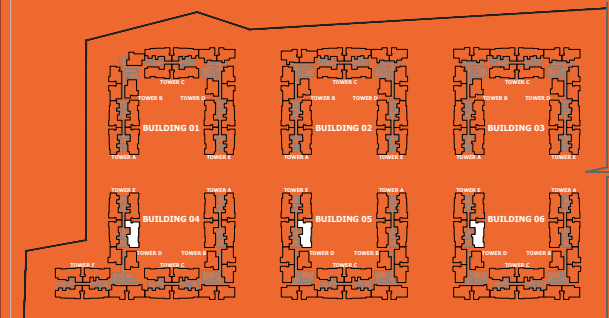 TOWER C TOWER C TOWER C
TOWER B TOWER D TOWER B TOWER D TOWER B TOWER D
BUILDING 01 BUILDING 02 BUILDING 03
TOWER A TOWER E TOWER A TOWER E TOWER A TOWER E
TOWER E TOWER A TOWER E TOWER A TOWER E TOWER A
BUILDING 04 BUILDING 05 BUILDING 06
TOWER D TOWER B TOWER D TOWER B TOWER D TOWER B
TOWER F TOWER C TOWER C TOWER C